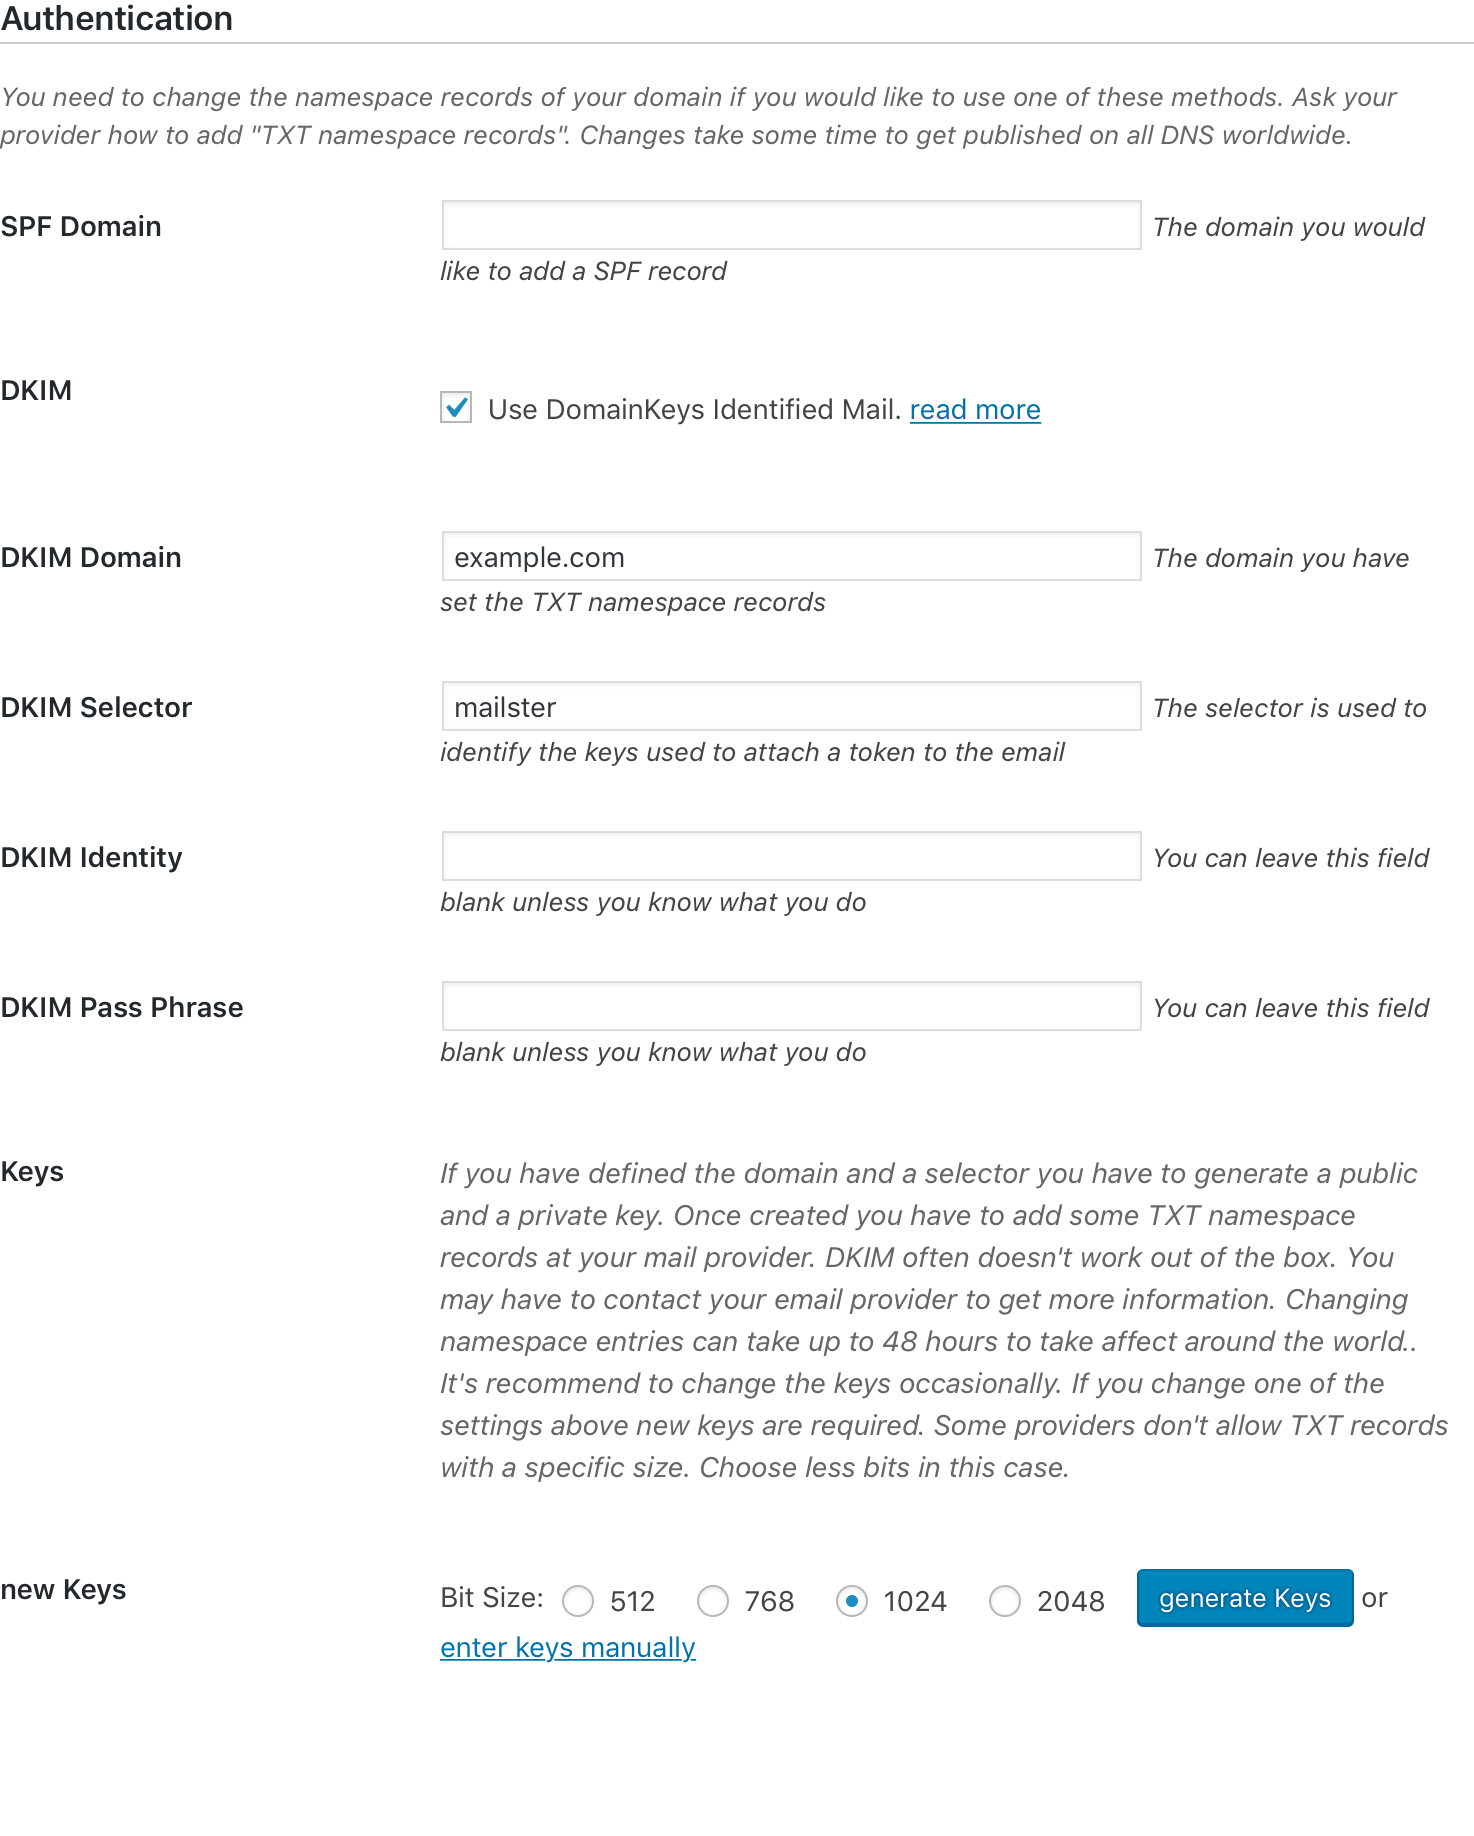 Authentication
You need to change the namespace records of your domain if you would like to use one of these methods. Ask your
provider how to add "TXT namespace records". Changes take some time to get published on all DNS worldwide.
SPF Domain
The domain you would
like to add a SPF record
DKIM
Use DomainKeys Identified Mail. read more
DKIM Domain
example.com
The domain you have
set the TXT namespace records
DKIM Selector
mailster
The selector is used to
identify the keys used to attach a token to the email
DKIM Identity
You can leave this field
blank unless you know what you do
DKIM Pass Phrase
You can leave this field
blank unless you know what you do
Keys
If you have defined the domain and a selector you have to generate a public
and a private key. Once created you have to add some TXT namespace
records at your mail provider. DKIM often doesn't work out of the box. You
may have to contact your email provider to get more information. Changing
namespace entries can take up to 48 hours to take affect around the world..
It's recommend to change the keys occasionally. If you change one of the
settings above new keys are required. Some providers don't allow TXT records
with a specific size. Choose less bits in this case.
new Keys
Bit Size: 512 768 1024 2048 generate Keys or
enter keys manually